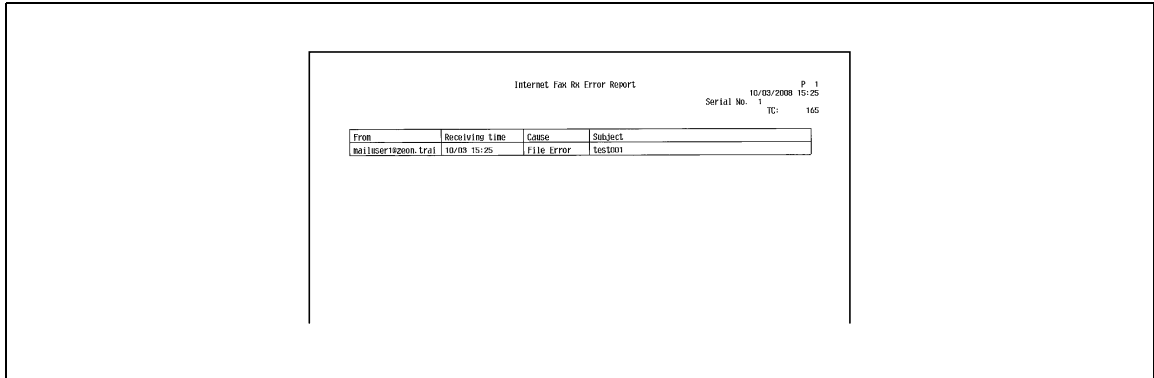 Internet Fax Rx Error Report
P 1
10/03/2008 15:25
Serial No. 1
TC: 165
From Receiving time Cause Subject
mailuser1@zeon.trai 10/03 15:25 File Error test001